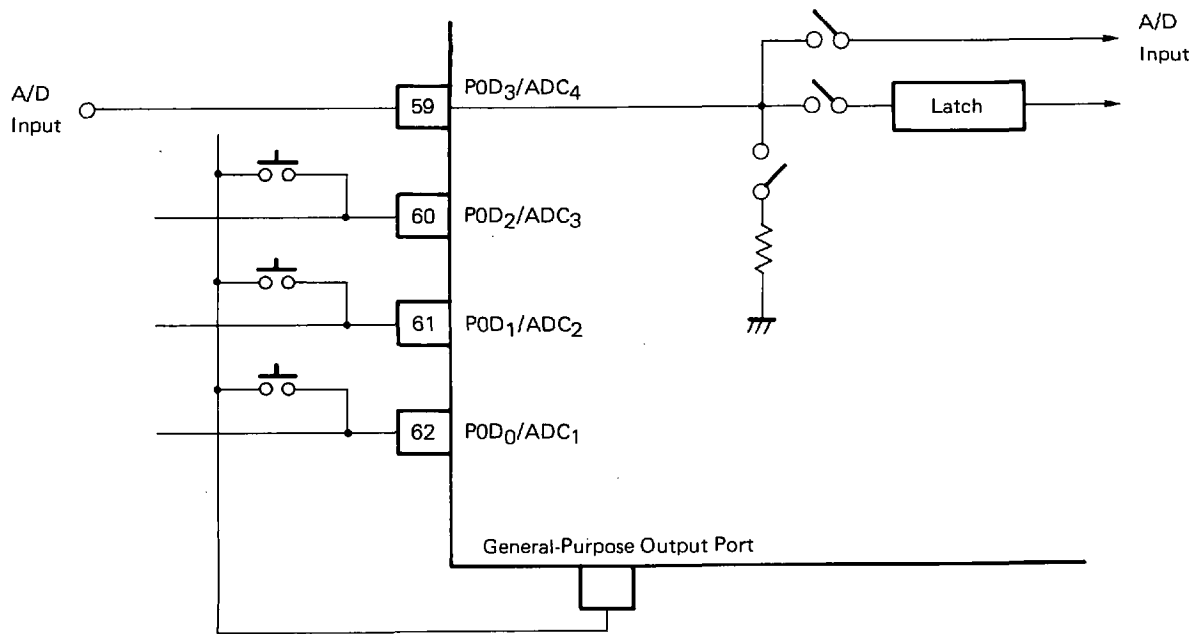 A/D
Input
59
P0D3/ADC4
A/D
Input
Latch
60
P0D2/ADC3
61
P0D1/ADC2
62
P0D0/ADC1
General-Purpose Output Port